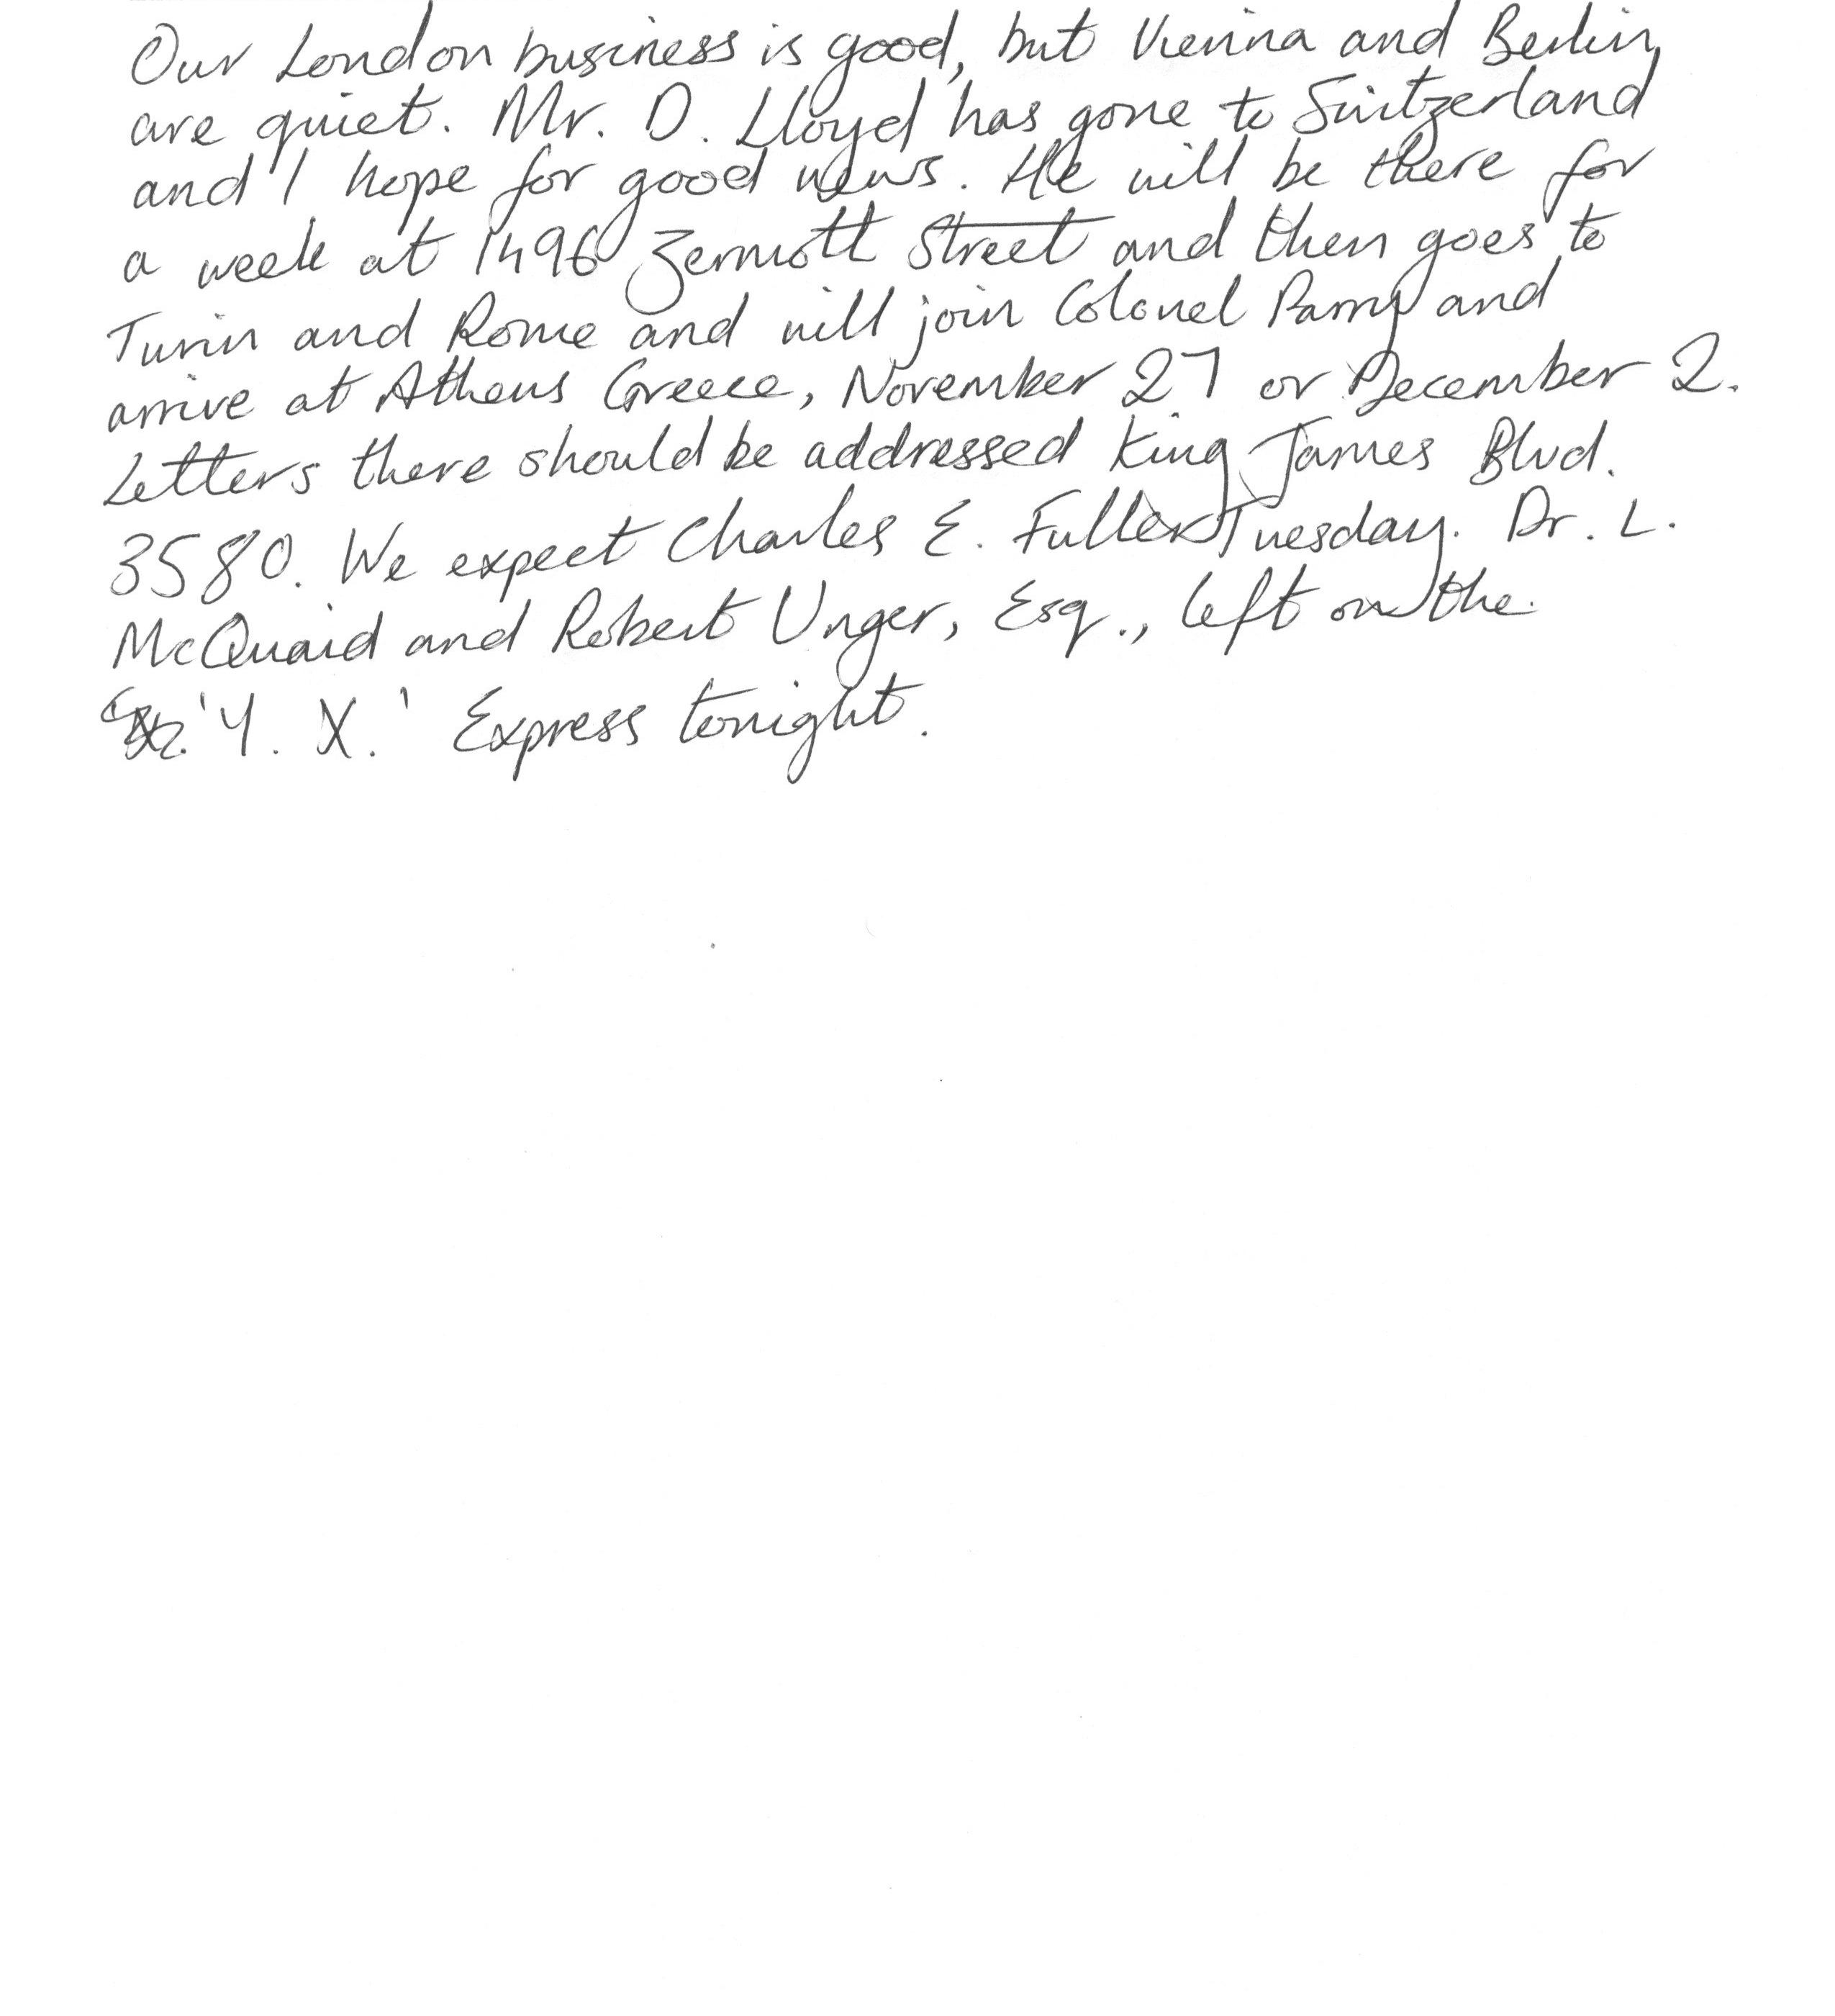 Our London business is good, but Vienna and Berlin
are quiet. Mr. D. Lloyd has gone to Switzerland
and I hope for good news. He will be there for
a week at 1496 Zermott Street and then goes to
Turin and Rome and will join Colonel Parry and
arrive at Athens Greece, November 27 or December 2.
Letters there should be addressed King James Blvd.
3580. We expect Charles E. Fuller Tuesday. Dr. L.
McQuaid and Robert Unger, Esq., left on the
'Y. X.' Express tonight.